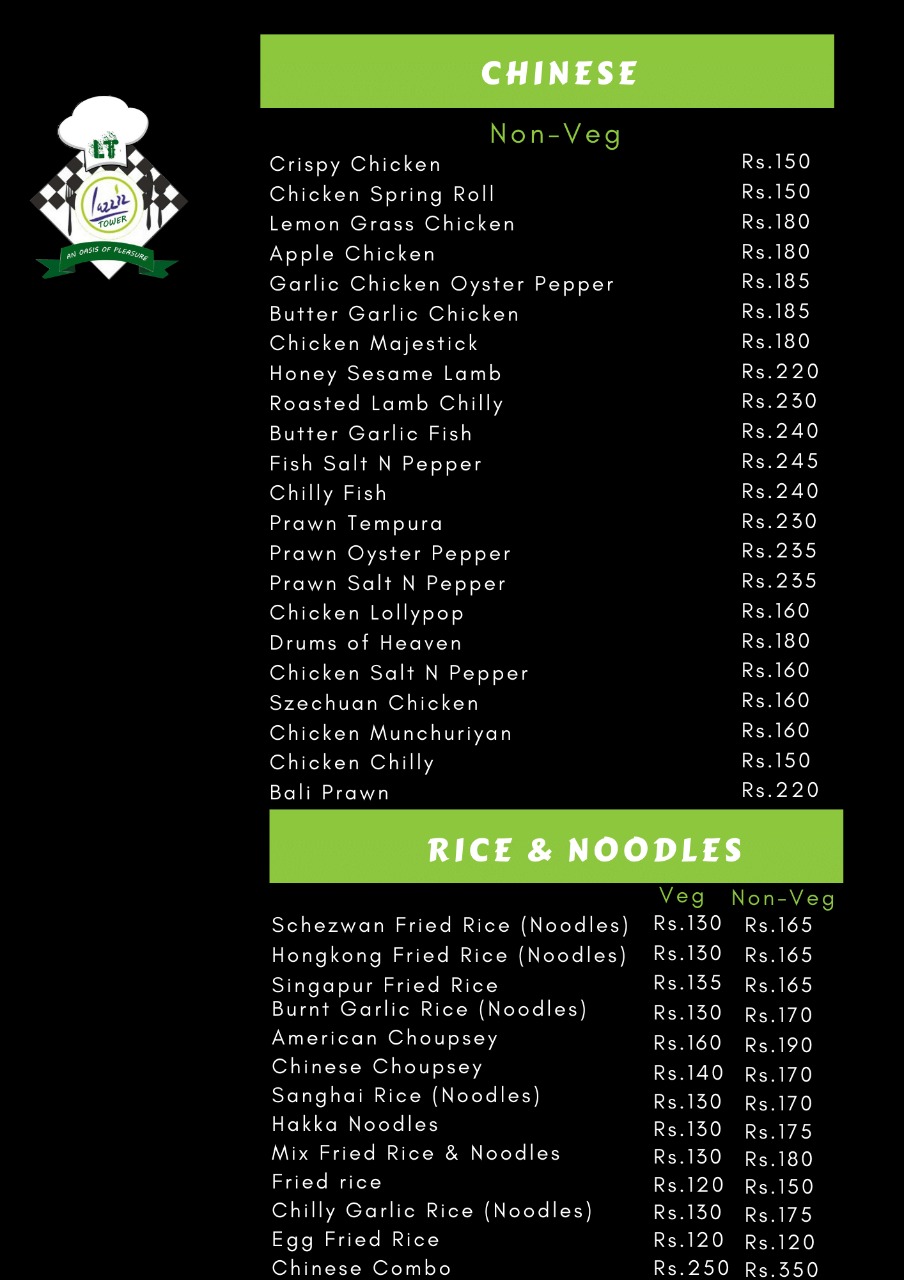 CHINESE
Non-Veg
LT
Lazziz
TOWER
AN OASIS OF PLEASURE
Crispy Chicken Rs.150
Chicken Spring Roll Rs.150
Lemon Grass Chicken Rs.180
Apple Chicken Rs.180
Garlic Chicken Oyster Pepper Rs.185
Butter Garlic Chicken Rs.185
Chicken Majestick Rs.180
Honey Sesame Lamb Rs.220
Roasted Lamb Chilly Rs.230
Butter Garlic Fish Rs.240
Fish Salt N Pepper Rs.245
Chilly Fish Rs.240
Prawn Tempura Rs.230
Prawn Oyster Pepper Rs.235
Prawn Salt N Pepper Rs.235
Chicken Lollypop Rs.160
Drums of Heaven Rs.180
Chicken Salt N Pepper Rs.160
Szechuan Chicken Rs.160
Chicken Munchuriyan Rs.160
Chicken Chilly Rs.150
Bali Prawn Rs.220
RICE & NOODLES
Veg Non-Veg
Schezwan Fried Rice (Noodles) Rs.130 Rs.165
Hongkong Fried Rice (Noodles) Rs.130 Rs.165
Singapur Fried Rice Rs.135 Rs.165
Burnt Garlic Rice (Noodles) Rs.130 Rs.170
American Choupsey Rs.160 Rs.190
Chinese Choupsey Rs.140 Rs.170
Sanghai Rice (Noodles) Rs.130 Rs.170
Hakka Noodles Rs.130 Rs.175
Mix Fried Rice & Noodles Rs.130 Rs.180
Fried rice Rs.120 Rs.150
Chilly Garlic Rice (Noodles) Rs.130 Rs.175
Egg Fried Rice Rs.120 Rs.120
Chinese Combo Rs.250 Rs.350